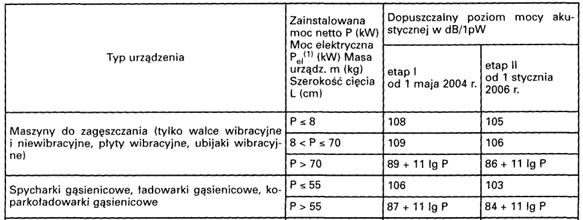 Typ urządzenia
Zainstalowana
moc netto P (kW)
Moc elektryczna
Pel(1) (kW) Masa
urządz. m (kg)
Szerokość cięcia
L (cm)
Dopuszczalny poziom mocy aku-
stycznej w dB/1pW
etap I
od 1 maja 2004 r.
etap II
od 1 stycznia
2006 r.
Maszyny do zagęszczania (tylko walce wibracyjne
i niewibracyjne, płyty wibracyjne, ubijaki wibracyj-
ne)
P ≤ 8 108 105
8 < P ≤ 70 109 106
P > 70 89 + 11 lg P 86 + 11 lg P
Spycharki gąsienicowe, ładowarki gąsienicowe, ko-
parkoładowarki gąsienicowe
P ≤ 55 106 103
P > 55 87 + 11 lg P 84 + 11 lg P